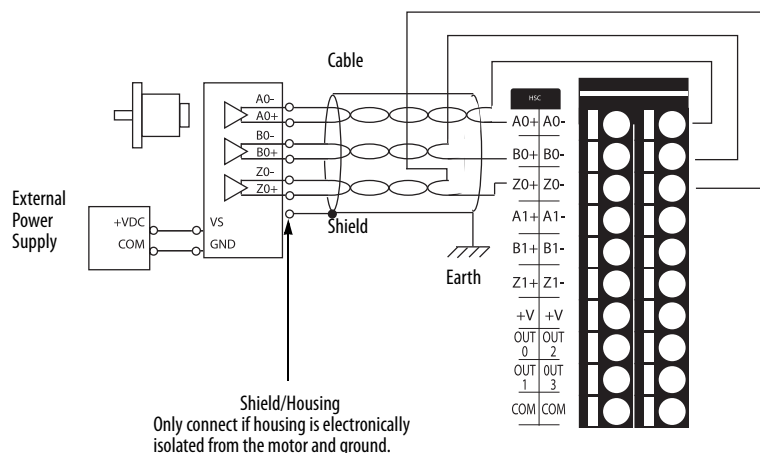 Cable
A0-
A0+
B0-
B0+
Z0-
Z0+
External
Power
Supply
+VDC
COM
VS
GND
Shield
Earth
Shield/Housing
Only connect if housing is electronically
isolated from the motor and ground.
HSC
A0+ A0-
B0+ B0-
Z0+ Z0-
A1+ A1-
B1+ B1-
Z1+ Z1-
+V +V
OUT 0 OUT 2
OUT 1 0UT 3
COM COM